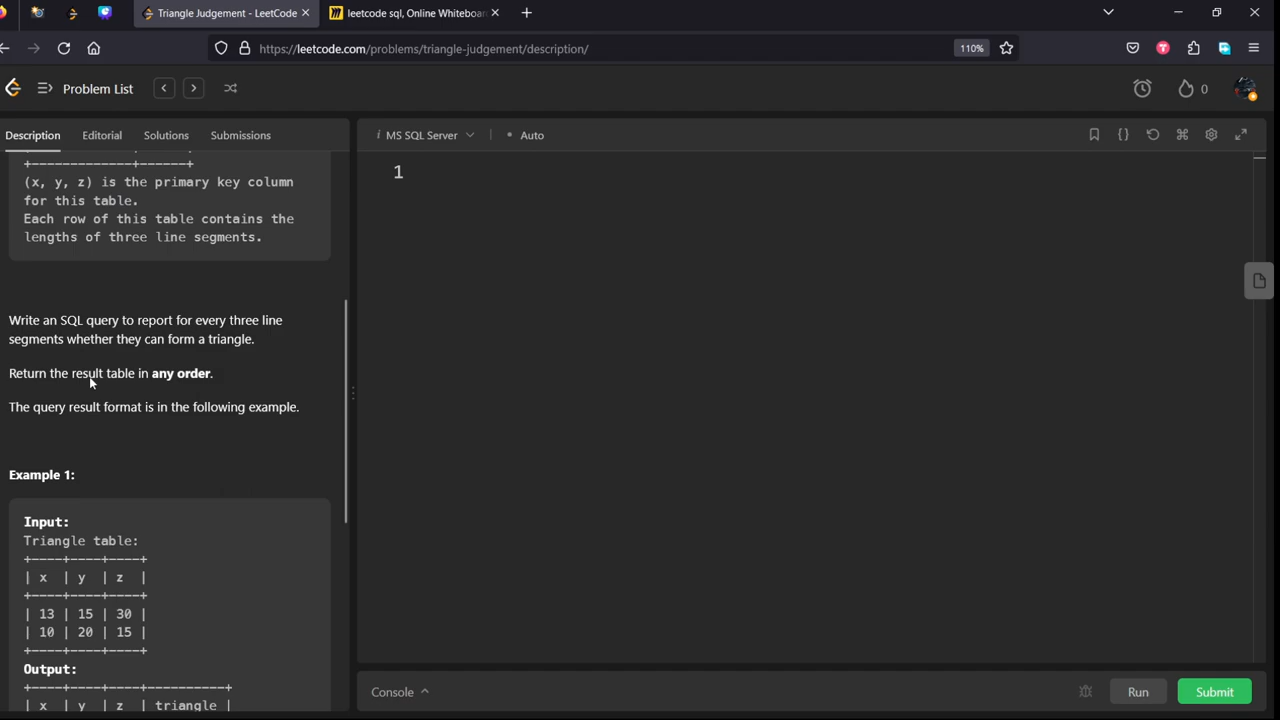 Triangle Judgement - LeetCode
leetcode sql, Online Whiteboard
https://leetcode.com/problems/triangle-judgement/description/
110%
Problem List
0
Description Editorial Solutions Submissions
+-------------+------+
(x, y, z) is the primary key column
for this table.
Each row of this table contains the
lengths of three line segments.
Write an SQL query to report for every three line
segments whether they can form a triangle.
Return the result table in any order.
The query result format is in the following example.
Example 1:
Input:
Triangle table:
+----+----+----+
| x | y | z |
+----+----+----+
| 13 | 15 | 30 |
| 10 | 20 | 15 |
+----+----+----+
Output:
+----+----+----+----------+
| x | y | z | triangle |
i MS SQL Server • Auto
1
Console Run Submit